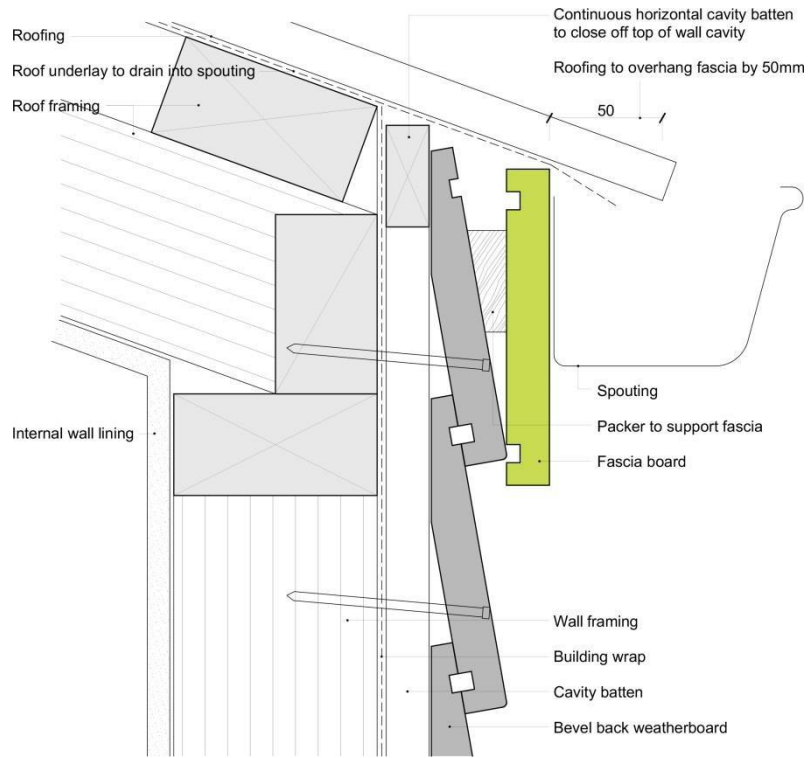 Roofing
Roof underlay to drain into spouting
Roof framing
Internal wall lining
Continuous horizontal cavity batten
to close off top of wall cavity
Roofing to overhang fascia by 50mm
50
Spouting
Packer to support fascia
Fascia board
Wall framing
Building wrap
Cavity batten
Bevel back weatherboard